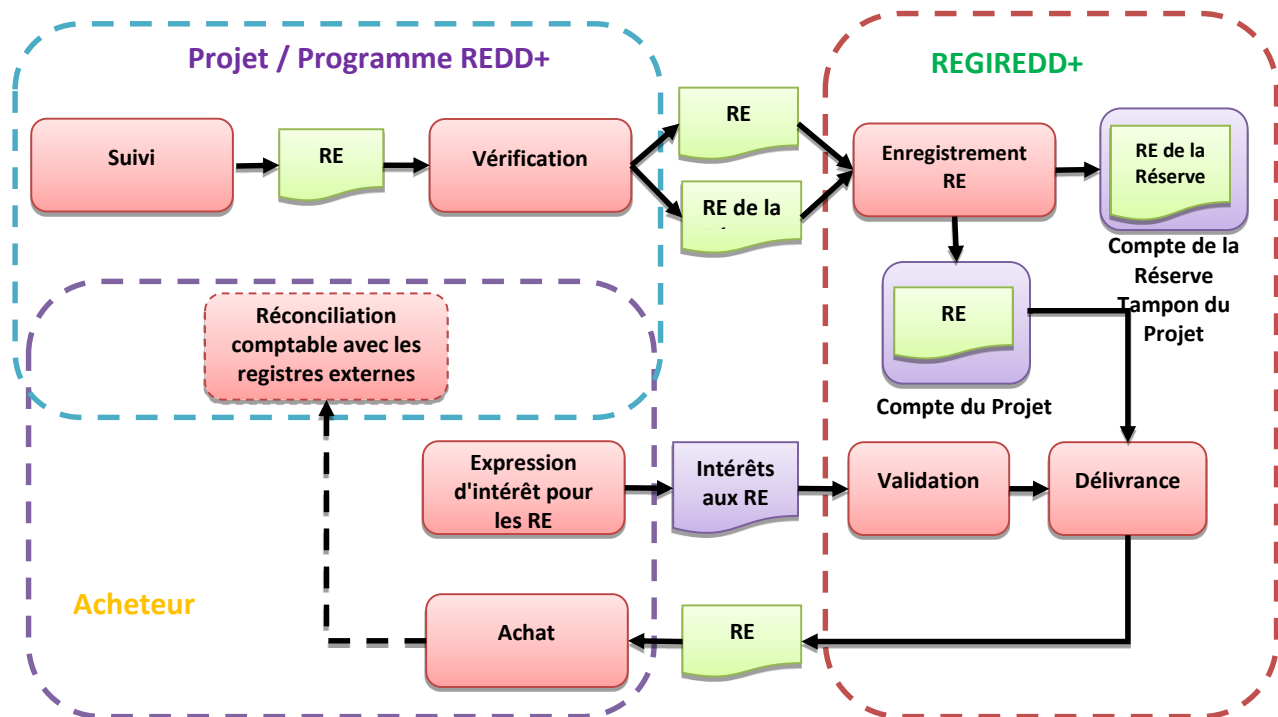 Projet / Programme REDD+
REGIREDD+
Suivi
RE
Vérification
RE
RE de la
Enregistrement
RE
RE de la
Réserve
Compte de la
Réserve
Tampon du
Projet
RE
Compte du Projet
Réconciliation
comptable avec les
registres externes
Expression
d'intérêt pour
les RE
Intérêts
aux RE
Validation
Délivrance
Acheteur
Achat
RE